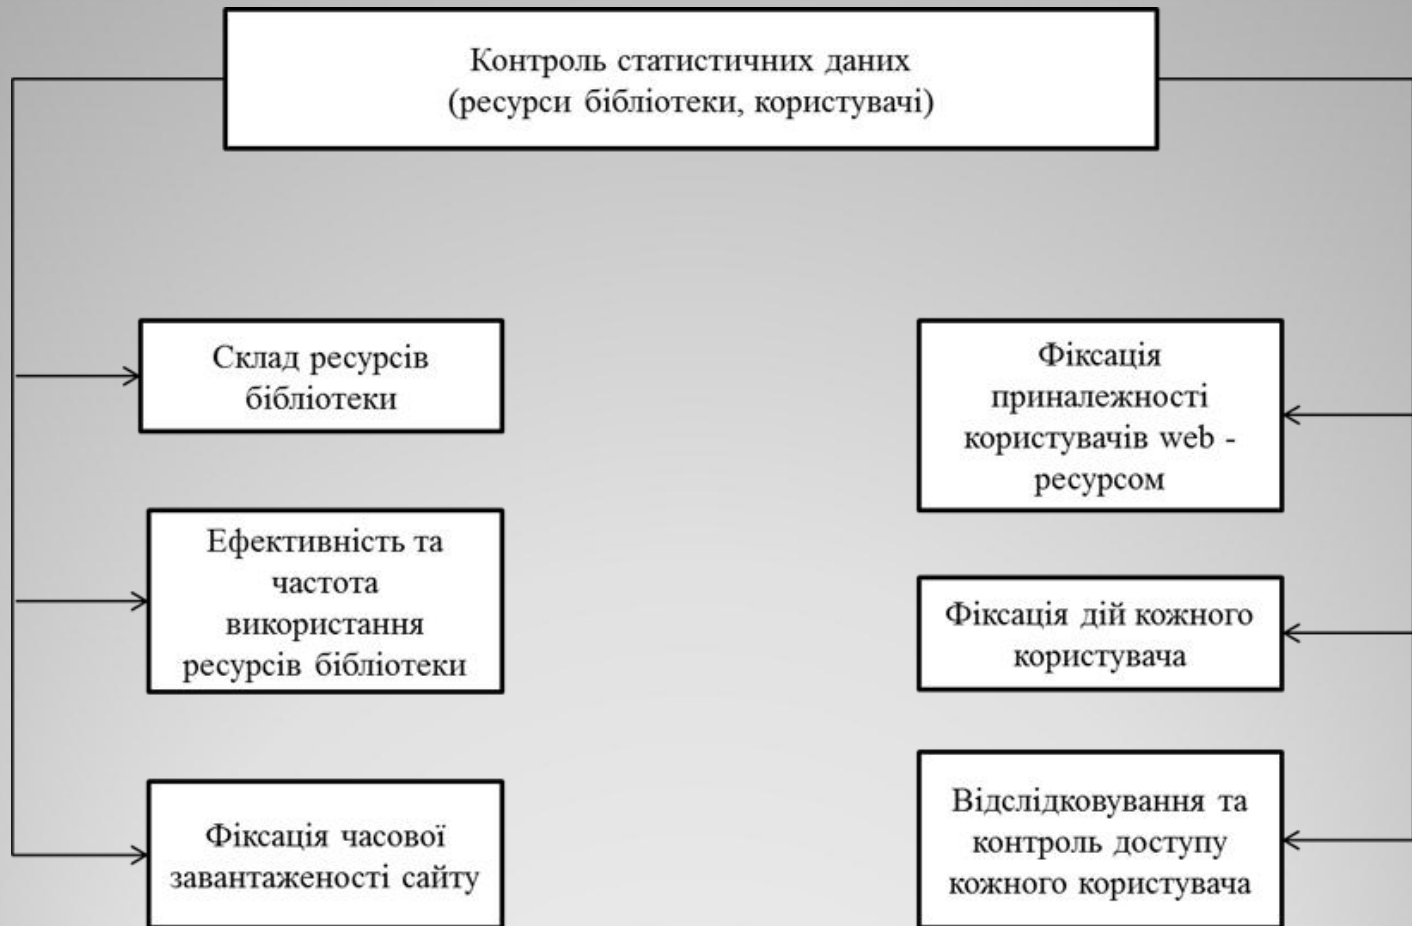 Контроль статистичних даних
(ресурси бібліотеки, користувачі)
Склад ресурсів
бібліотеки
Ефективність та
частота
використання
ресурсів бібліотеки
Фіксація часової
завантаженості сайту
Фіксація
приналежності
користувачів web -
ресурсом
Фіксація дій кожного
користувача
Відслідковування та
контроль доступу
кожного користувача